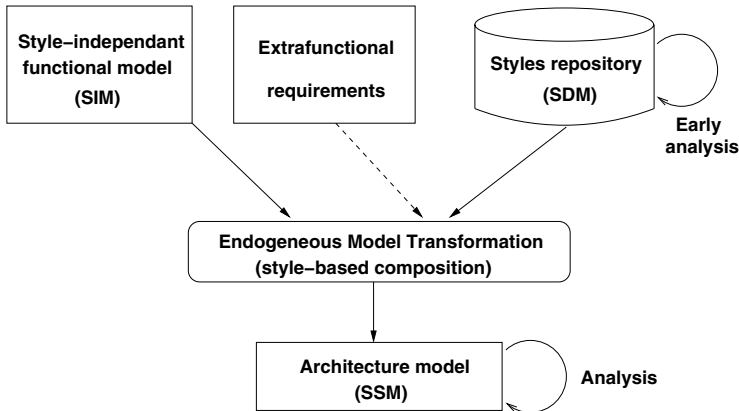 Style−independant
functional model
(SIM)
Extrafunctional
requirements
Styles repository
(SDM)
Early
analysis
Endogeneous Model Transformation
(style−based composition)
Architecture model
(SSM)
Analysis